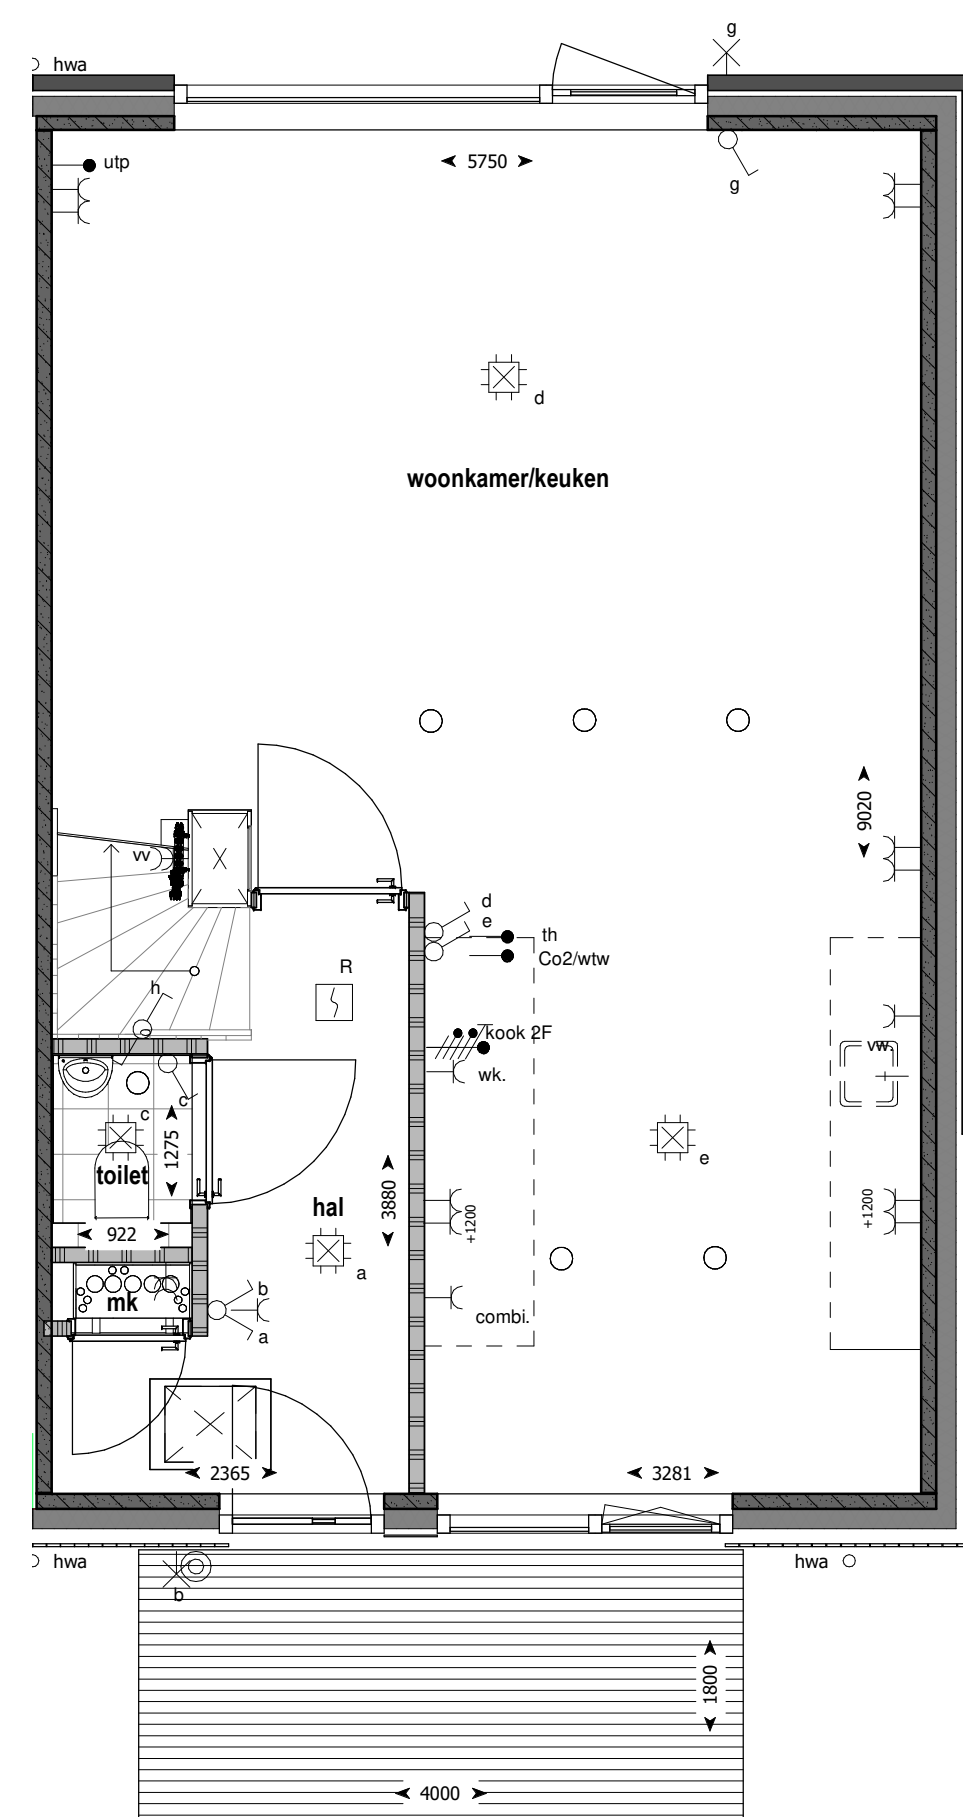 g
hwa
utp
5750
g
d
woonkamer/keuken
9020
vv
d
e
th
Co2/wtw
R
h
kook 2F
wk.
vw.
c
c
1275
toilet
e
3880
hal
+1200
+1200
922
a
mk
b
a
combi.
2365
3281
hwa
hwa
b
1800
4000